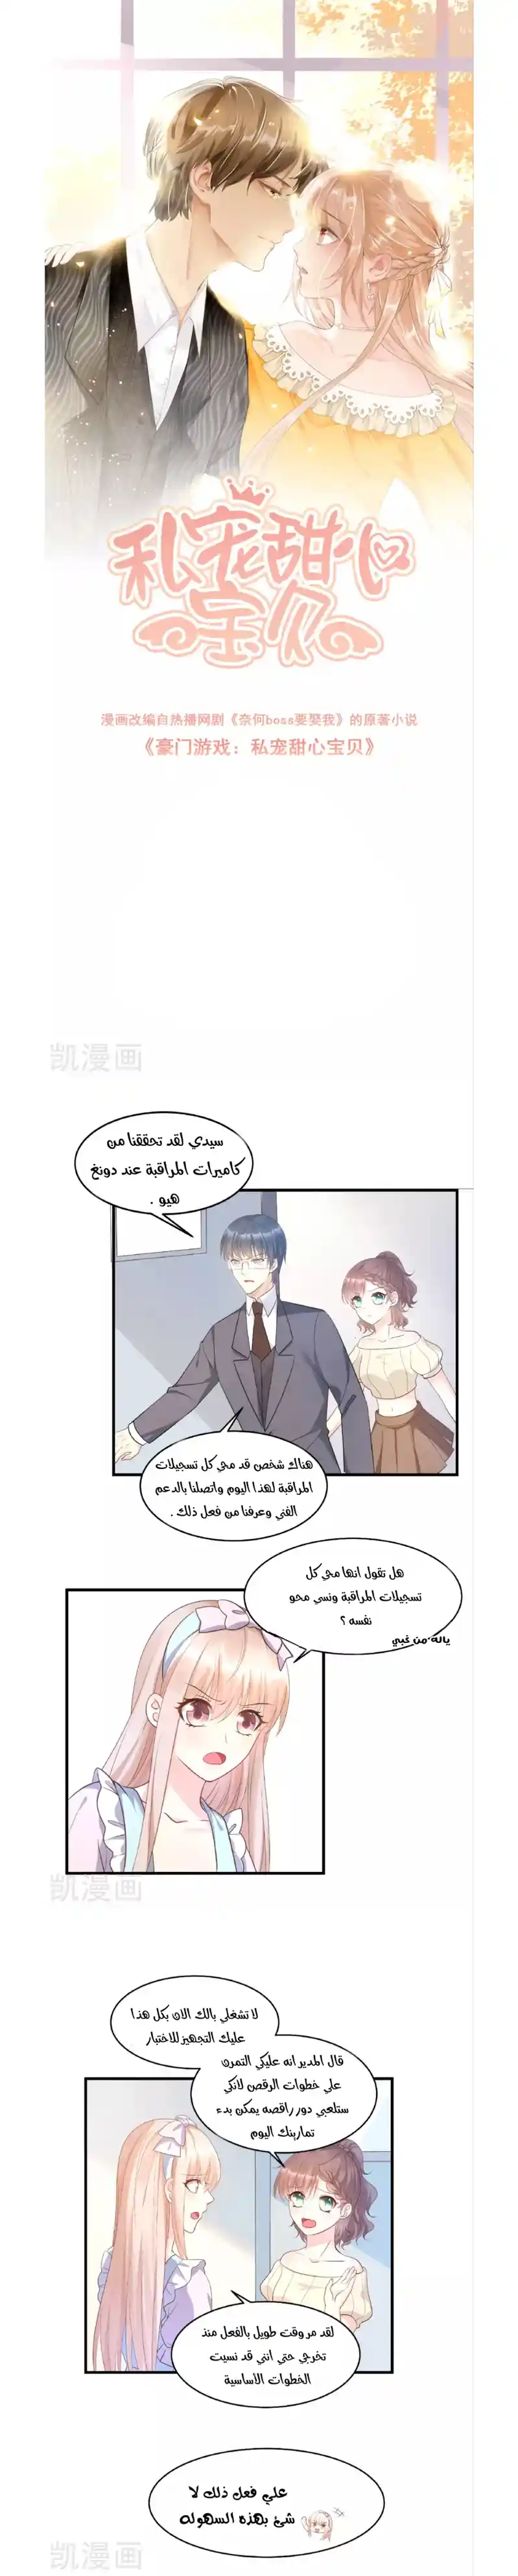 私宠甜心
宝贝
漫画改编自热播网剧《奈何boss要娶我》的原著小说
《豪门游戏：私宠甜心宝贝》
凯漫画
سيدي لقد تحققنا من
كاميرات المراقبة عند دونغ
هيو .
هناك شخص قد محي كل تسجيلات
المراقبة لهذا اليوم واتصلنا بالدعم
الفني وعرفنا من فعل ذلك .
هل تقول انها محي كل
تسجيلات المراقبة ونسي محو
نفسه ؟
ياله من غبي
凯漫画
لا تشغلي بالك الان بكل هذا
عليك التجهيز للاختبار
قال المدير انه عليكي التمرن
علي خطوات الرقص لانكي
ستلعبي دور راقصه يمكن بدء
تمارينك اليوم
لقد مر وقت طويل بالفعل منذ
تخرجي حتي انني قد نسيت
الخطوات الاساسية
علي فعل ذلك لا
شئ بهذه السهوله
凯漫画